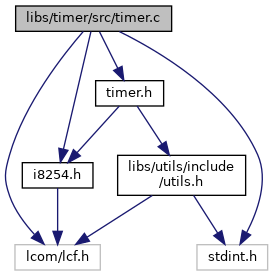 libs/timer/src/timer.c
timer.h
i8254.h
libs/utils/include
/utils.h
lcom/lcf.h
stdint.h